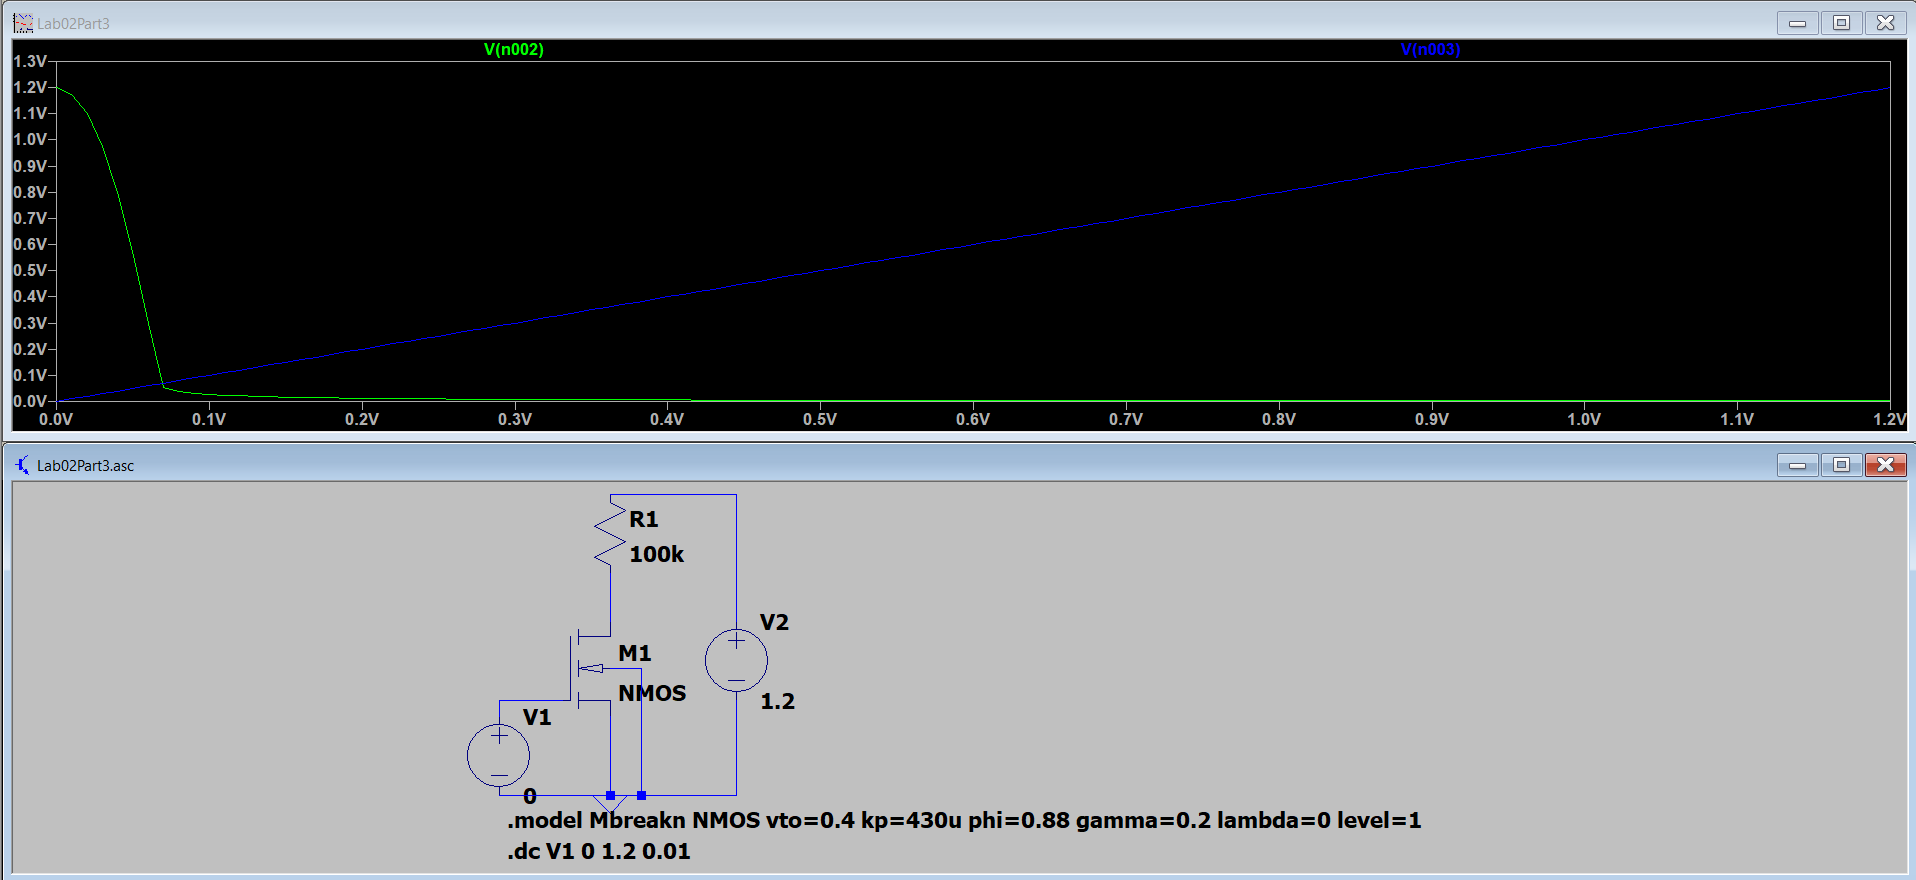 Lab02Part3
V(n002) V(n003)
1.3V
1.2V
1.1V
1.0V
0.9V
0.8V
0.7V
0.6V
0.5V
0.4V
0.3V
0.2V
0.1V
0.0V
0.0V 0.1V 0.2V 0.3V 0.4V 0.5V 0.6V 0.7V 0.8V 0.9V 1.0V 1.1V 1.2V
Lab02Part3.asc
R1
100k
V2
M1
NMOS
1.2
V1
0
.model Mbreakn NMOS vto=0.4 kp=430u phi=0.88 gamma=0.2 lambda=0 level=1
.dc V1 0 1.2 0.01